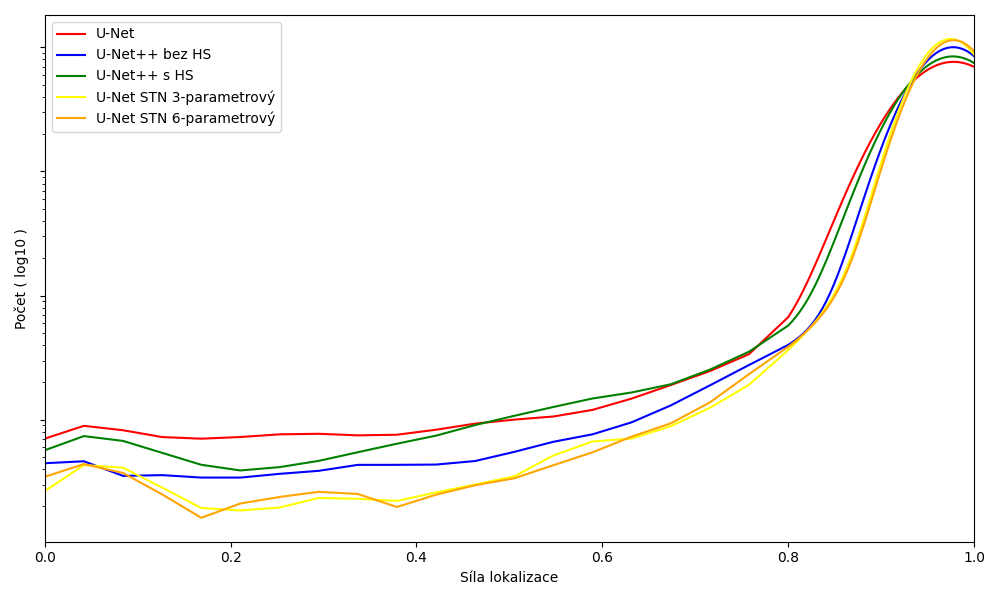 U-Net
U-Net++ bez HS
U-Net++ s HS
U-Net STN 3-parametrový
U-Net STN 6-parametrový
Počet ( log10 )
0.0 0.2 0.4 0.6 0.8 1.0
Síla lokalizace